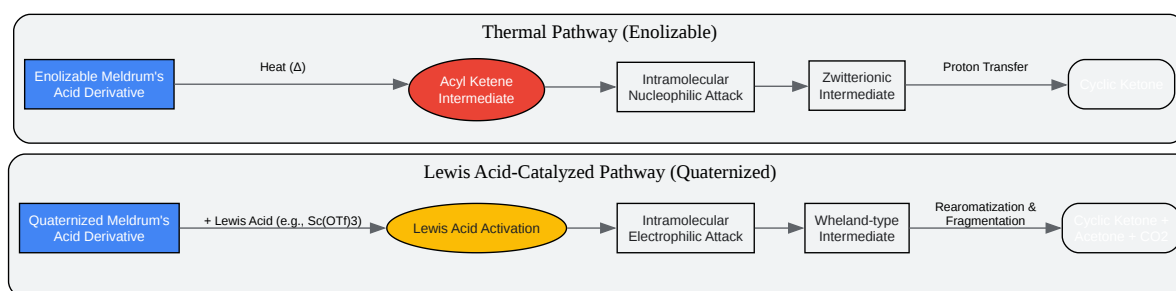 Thermal Pathway (Enolizable)
Enolizable Meldrum's
Acid Derivative
Heat (Δ)
Acyl Ketene
Intermediate
Intramolecular
Nucleophilic Attack
Zwitterionic
Intermediate
Proton Transfer
Cyclic Ketone
Lewis Acid-Catalyzed Pathway (Quaternized)
Quaternized Meldrum's
Acid Derivative
+ Lewis Acid (e.g., Sc(OTf)3)
Lewis Acid Activation
Intramolecular
Electrophilic Attack
Wheland-type
Intermediate
Rearomatization &
Fragmentation
Cyclic Ketone +
Acetone + CO2